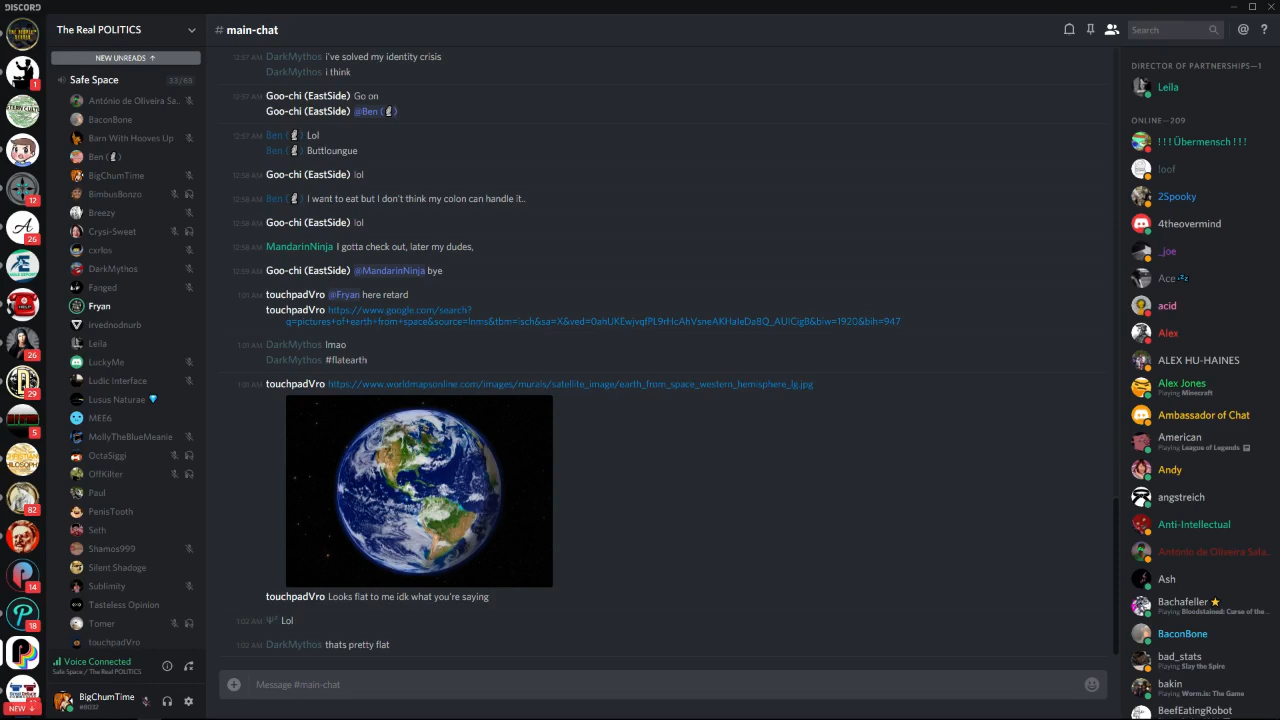 DISCORD
The Real POLITICS
NEW UNREADS ↑
Safe Space 33/69
António de Oliveira Sa..
BaconBone
Barn With Hooves Up
Ben ( )
BigChumTime
BimbusBonzo
Breezy
Crysi-Sweet
cxrlos
DarkMythos
Fanged
Fryan
irvednodnurb
Leila
LuckyMe
Ludic Interface
Lusus Naturae
MEE6
MollyTheBlueMeanie
OctaSiggi
OffKilter
Paul
PenisTooth
Seth
Shamos999
Silent Shadoge
Sublimity
Tasteless Opinion
Tomer
touchpadVro
Voice Connected
Safe Space / The Real POLITICS
BigChumTime
#8032
1
12
26
26
29
5
82
14
18
NEW ↓
# main-chat
12:57 AM DarkMythos i've solved my identity crisis
DarkMythos i think
12:57 AM Goo-chi (EastSide) Go on
Goo-chi (EastSide) @Ben ( )
12:57 AM Ben ( ) Lol
Ben ( ) Buttloungue
12:58 AM Goo-chi (EastSide) lol
12:58 AM Ben ( ) I want to eat but I don't think my colon can handle it..
12:58 AM Goo-chi (EastSide) lol
12:58 AM MandarinNinja I gotta check out, later my dudes,
12:59 AM Goo-chi (EastSide) @MandarinNinja bye
1:01 AM touchpadVro @Fryan here retard
touchpadVro https://www.google.com/search?
q=pictures+of+earth+from+space&source=lnms&tbm=isch&sa=X&ved=0ahUKEwjvqfPL9rHcAhVsneAKHaIeDa8Q_AUICigB&biw=1920&bih=947
1:01 AM DarkMythos lmao
DarkMythos #flatearth
1:01 AM touchpadVro https://www.worldmapsonline.com/images/murals/satellite_image/earth_from_space_western_hemisphere_lg.jpg
touchpadVro Looks flat to me idk what you're saying
1:02 AM Lol
1:02 AM DarkMythos thats pretty flat
Message #main-chat
Search
DIRECTOR OF PARTNERSHIPS—1
Leila
ONLINE—209
! ! ! Übermensch ! ! !
loof
2Spooky
4theovermind
_joe
Ace
acid
Alex
ALEX HU-HAINES
Alex Jones
Playing Minecraft
Ambassador of Chat
American
Playing League of Legends
Andy
angstreich
Anti-Intellectual
António de Oliveira Sala..
Ash
Bachafeller
Playing Bloodstained: Curse of the...
BaconBone
bad_stats
Playing Slay the Spire
bakin
Playing Worm.is: The Game
BeefEatingRobot